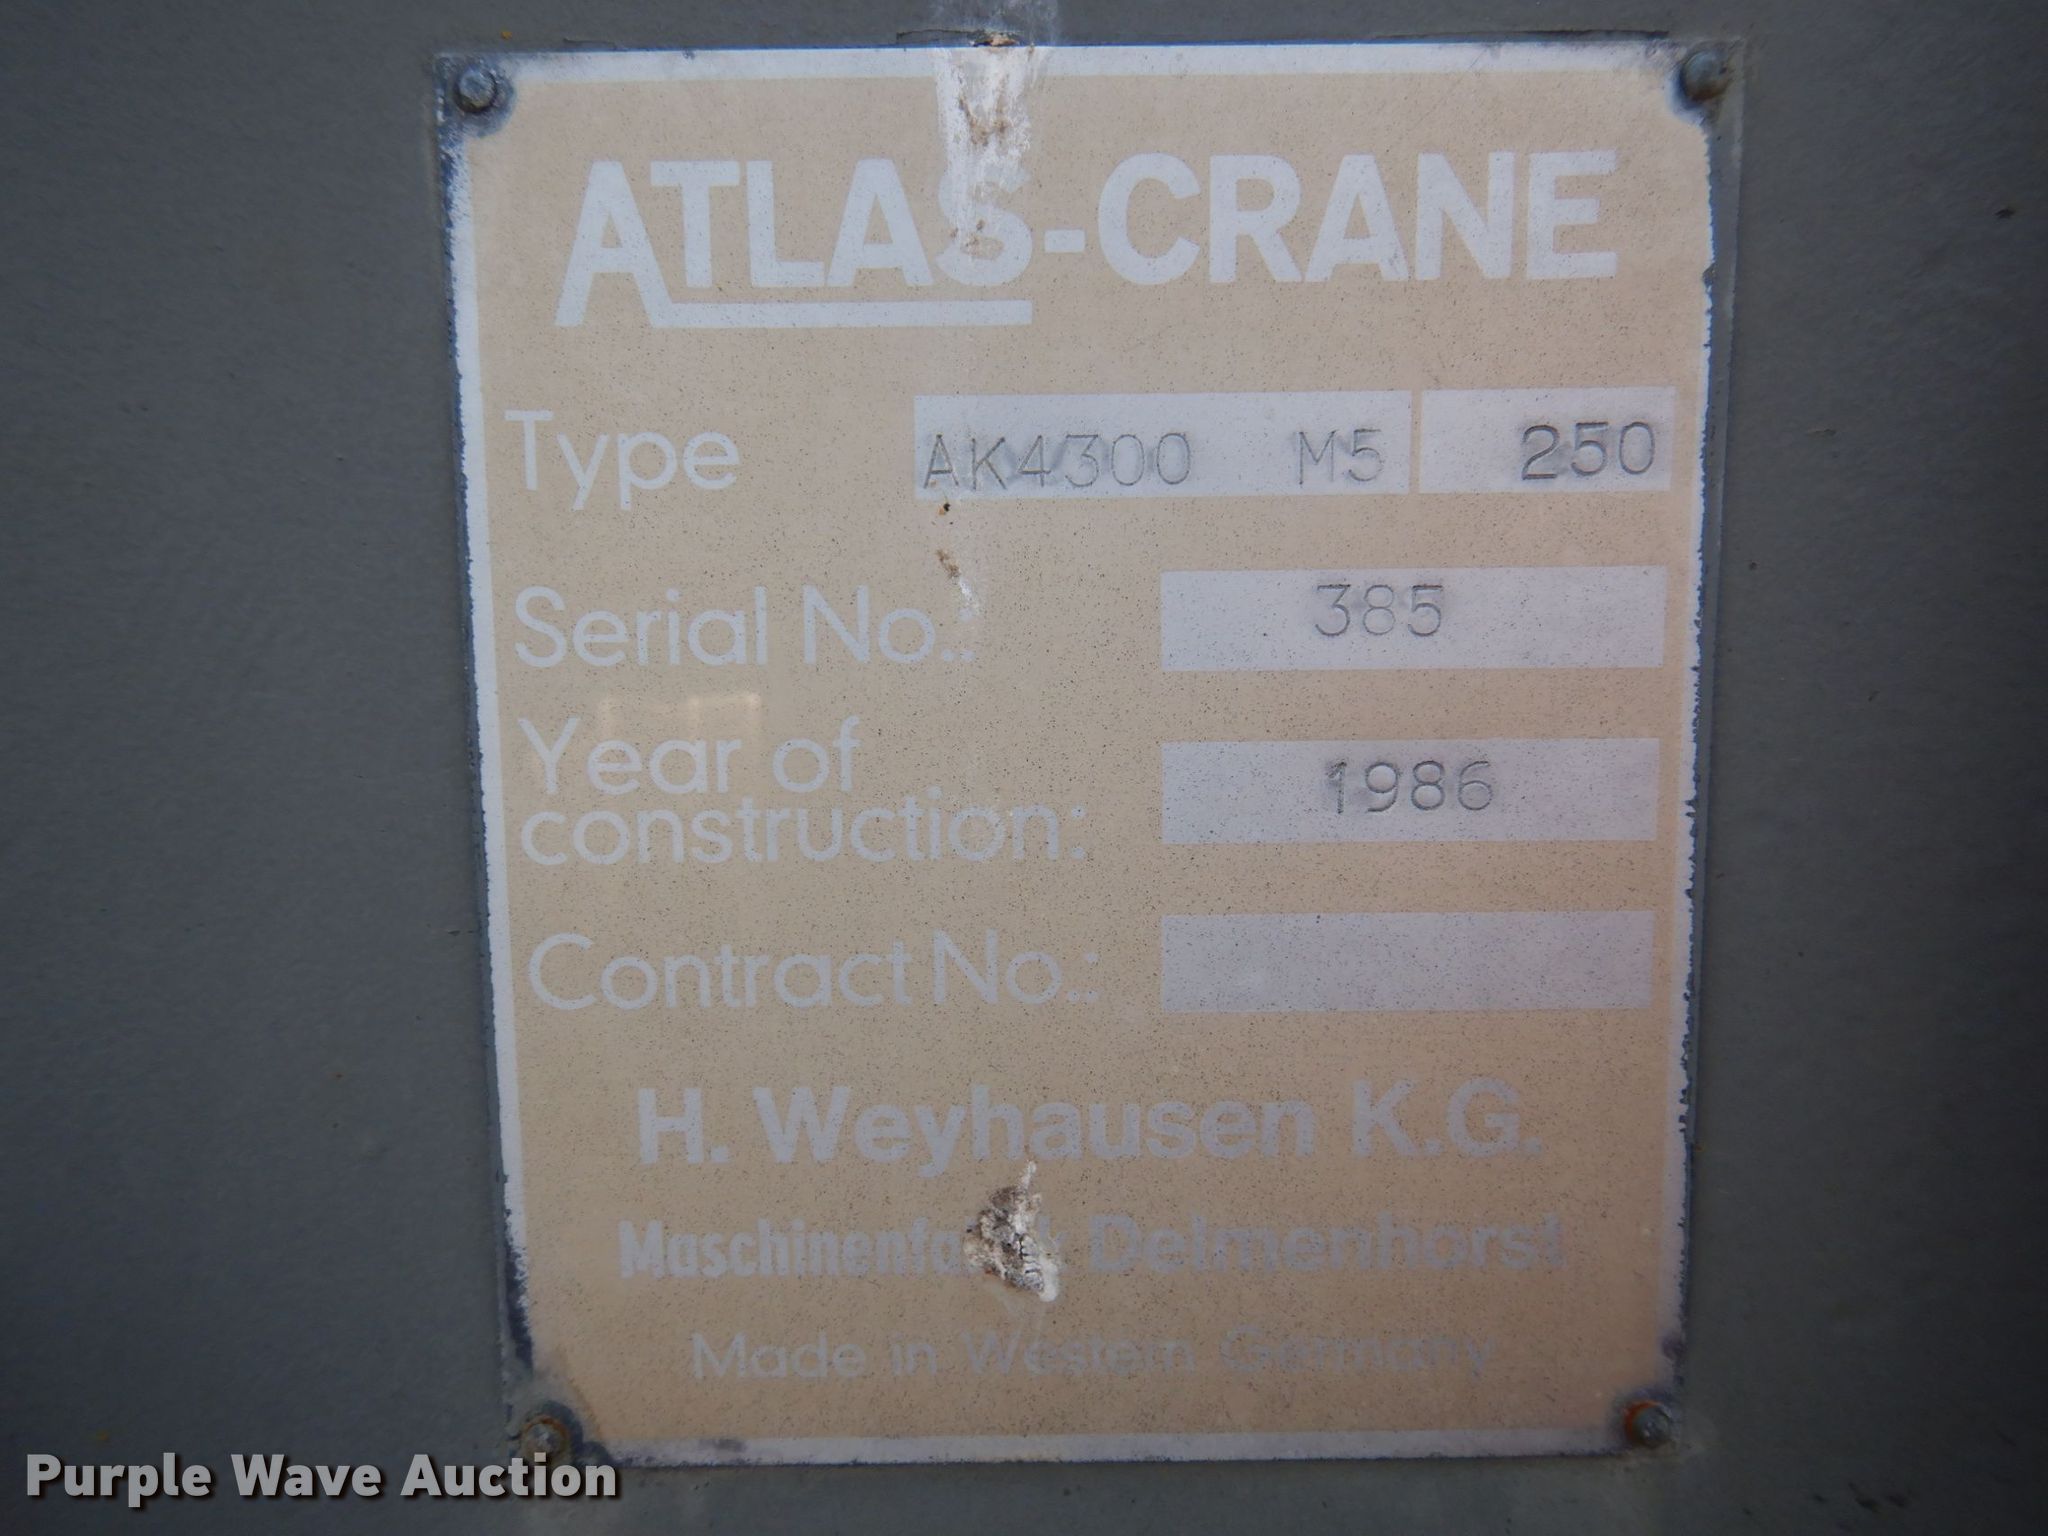 ATLAS-CRANE
Type AK4300 M5 250
Serial No.: 385
Year of
construction: 1986
Contract No.:
H. Weyhausen K.G.
Delmenhorst
Made in Western Germany
Purple Wave Auction